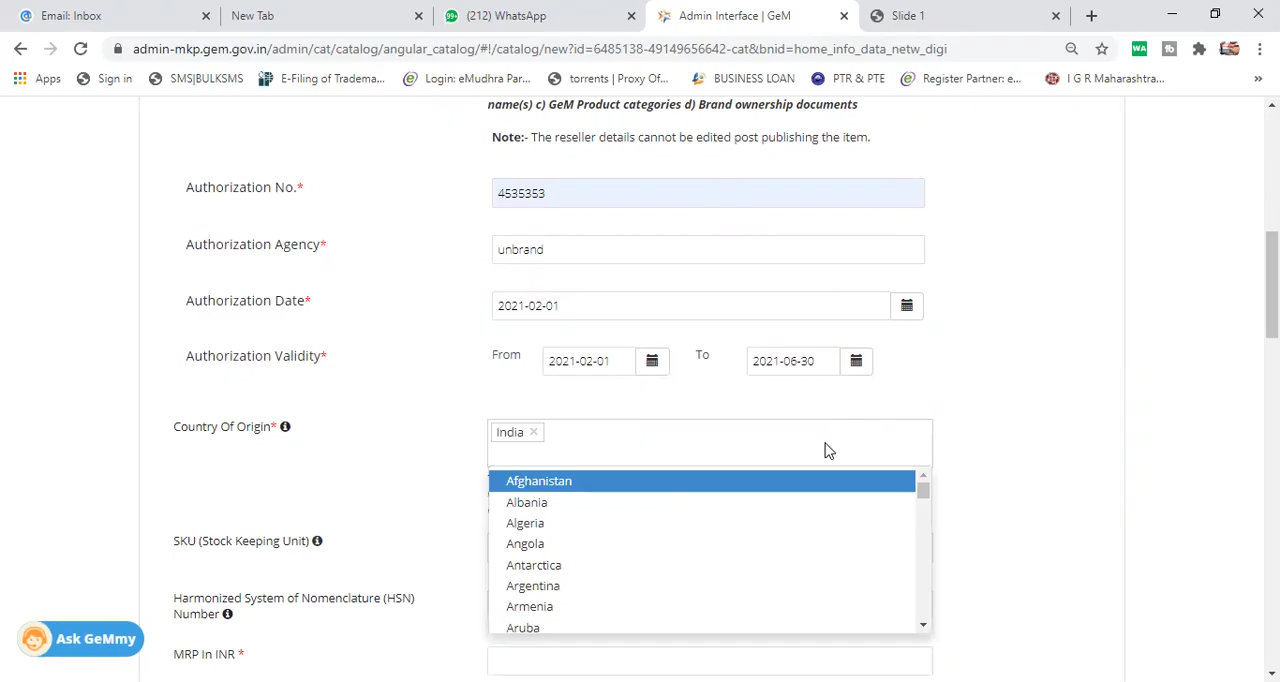 Email: Inbox
New Tab
(212) WhatsApp
Admin Interface | GeM
Slide 1
admin-mkp.gem.gov.in/admin/cat/catalog/angular_catalog/#!/catalog/new?id=6485138-49149656642-cat&bnid=home_info_data_netw_digi
Apps
Sign in
SMS|BULKSMS
E-Filing of Tradema...
Login: eMudhra Par...
torrents | Proxy Of...
BUSINESS LOAN
PTR & PTE
Register Partner: e...
I G R Maharashtra...
name(s) c) GeM Product categories d) Brand ownership documents
Note:- The reseller details cannot be edited post publishing the item.
Authorization No.*
4535353
Authorization Agency*
unbrand
Authorization Date*
2021-02-01
Authorization Validity*
From
2021-02-01
To
2021-06-30
Country Of Origin*
India
Afghanistan
Albania
Algeria
Angola
Antarctica
Argentina
Armenia
Aruba
SKU (Stock Keeping Unit)
Harmonized System of Nomenclature (HSN)
Number
MRP In INR *
Ask GeMmy